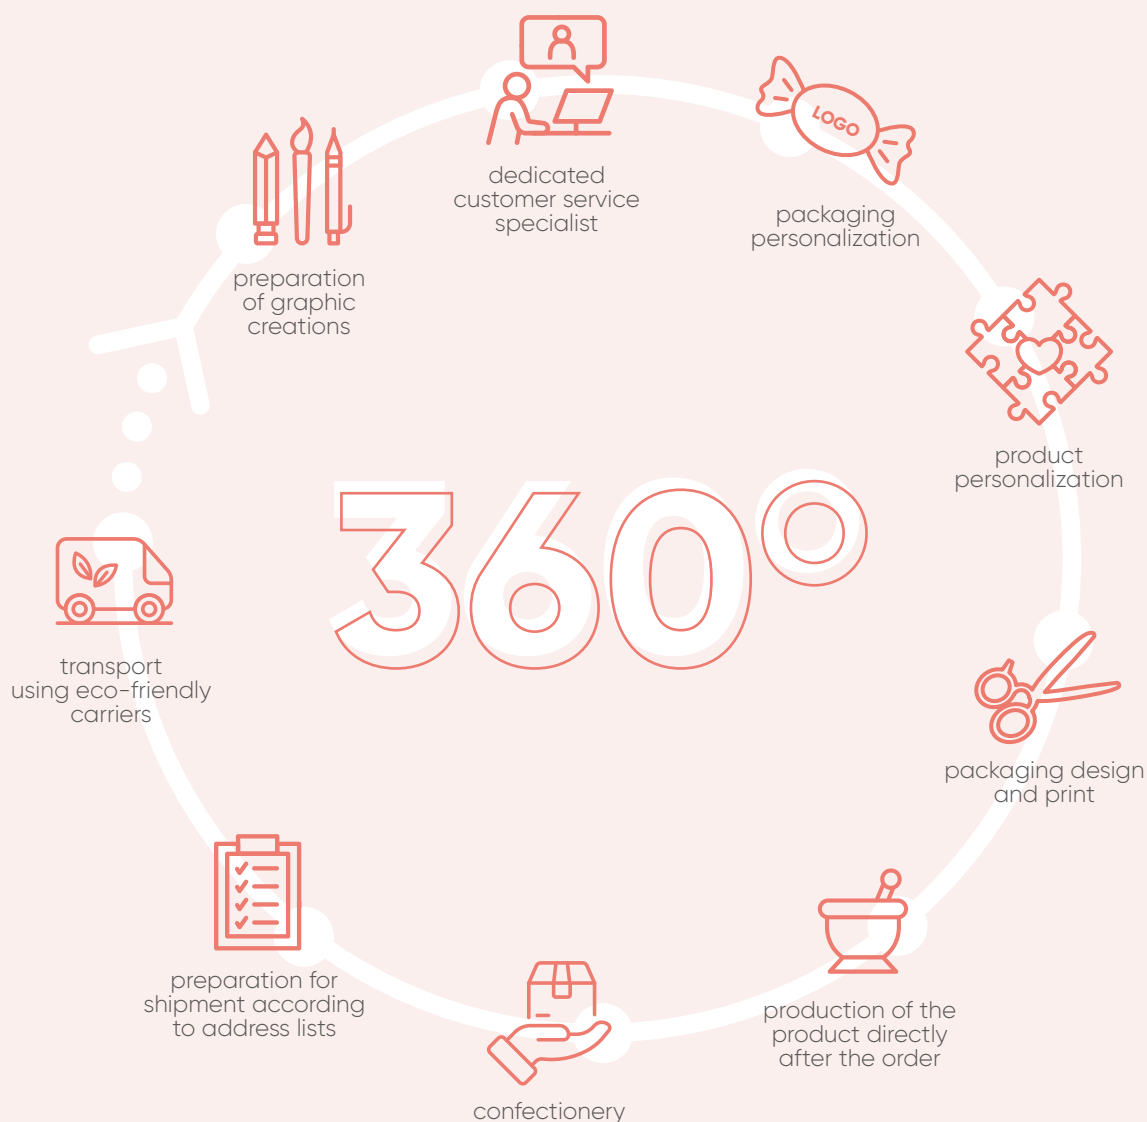 dedicated
customer service
specialist
LOGO
packaging
personalization
preparation
of graphic
creations
product
personalization
360°
transport
using eco-friendly
carriers
packaging design
and print
preparation for
shipment according
to address lists
production of the
product directly
after the order
confectionery